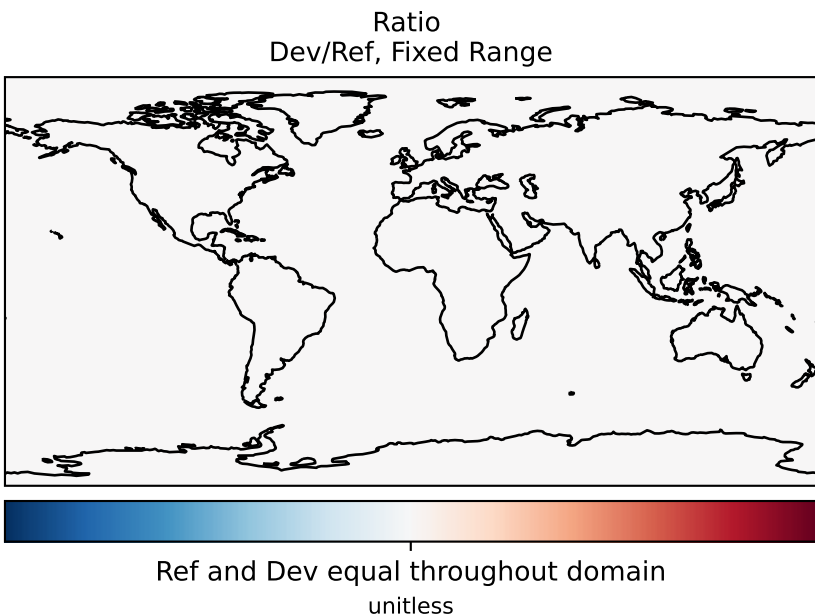 Ratio
Dev/Ref, Fixed Range
Ref and Dev equal throughout domain
unitless